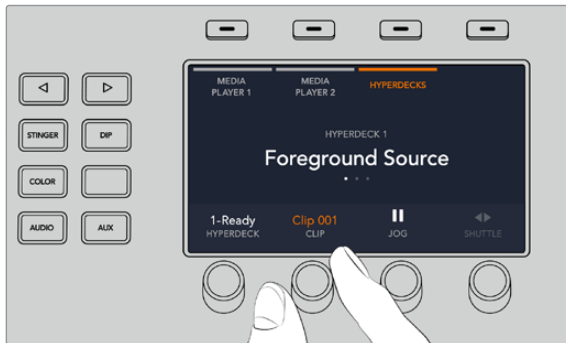 MEDIA
PLAYER 1
MEDIA
PLAYER 2
HYPERDECKS
HYPERDECK 1
Foreground Source
1-Ready
HYPERDECK
Clip 001
CLIP
JOG
SHUTTLE
STINGER
DIP
COLOR
AUDIO
AUX